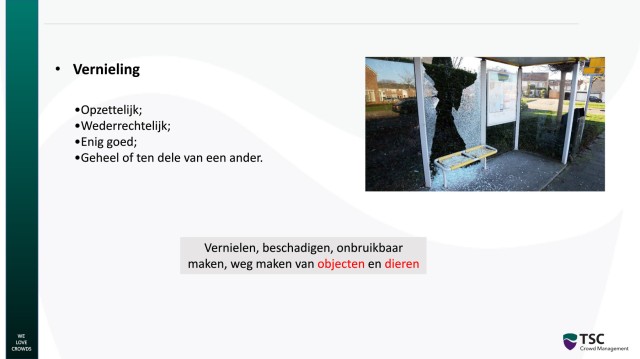 • Vernieling
•Opzettelijk;
•Wederrechtelijk;
•Enig goed;
•Geheel of ten dele van een ander.
Vernielen, beschadigen, onbruikbaar
maken, weg maken van objecten en dieren
WE
LOVE
CROWDS
TSC
Crowd Management